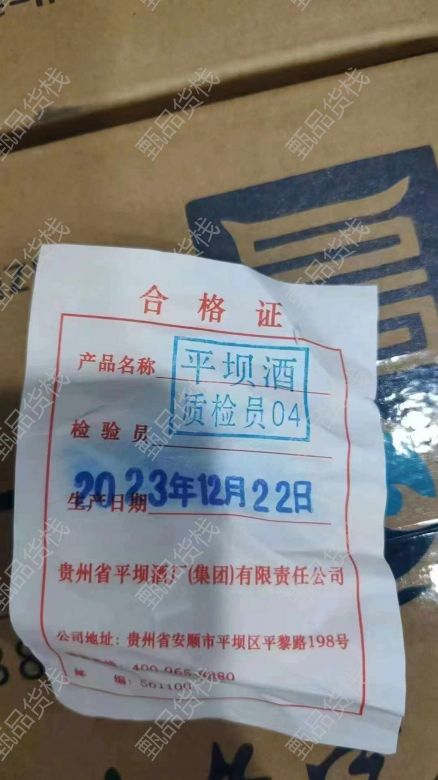 合格证
产品名称
平坝酒
质检员04
检验员
生产日期
2023年12月22日
贵州省平坝酒厂(集团)有限责任公司
公司地址：贵州省安顺市平坝区平黎路198号
邮 编：561100
甄品货栈